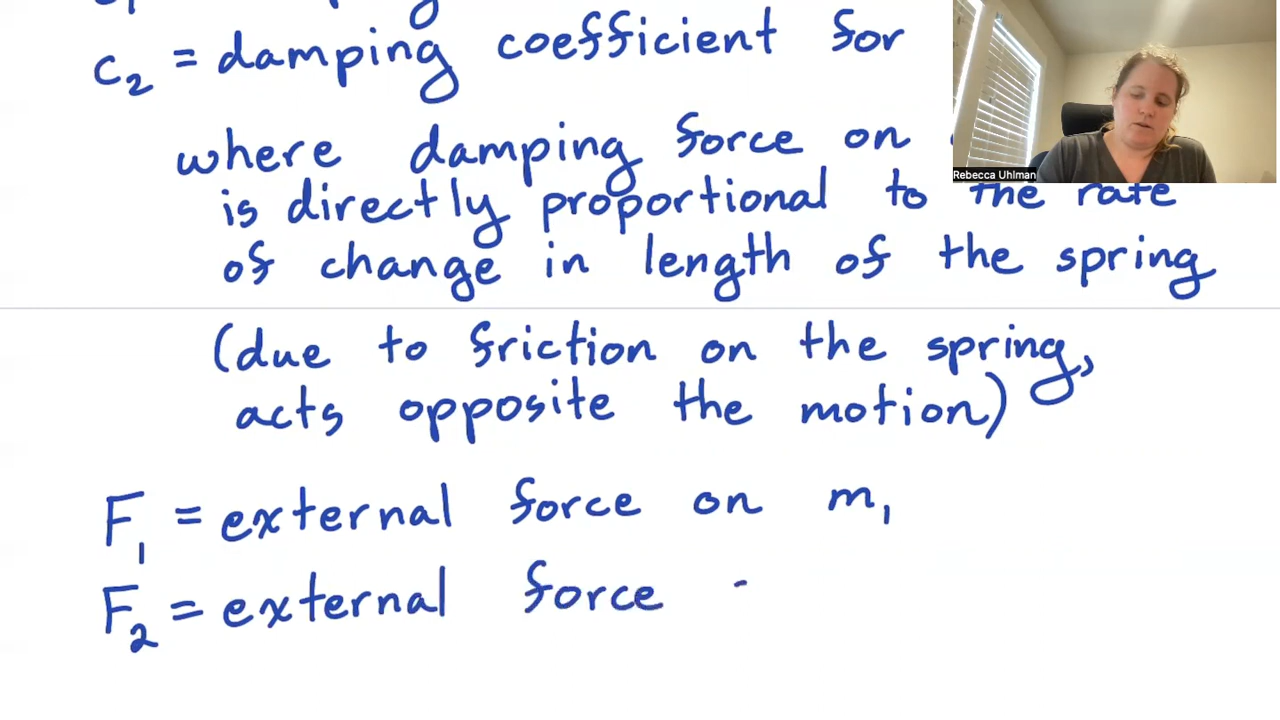 c₂ = damping coefficient for
where damping force on
is directly proportional to the rate
of change in length of the spring
(due to friction on the spring,
acts opposite the motion)
F₁ = external force on m₁
F₂ = external force
Rebecca Uhlman